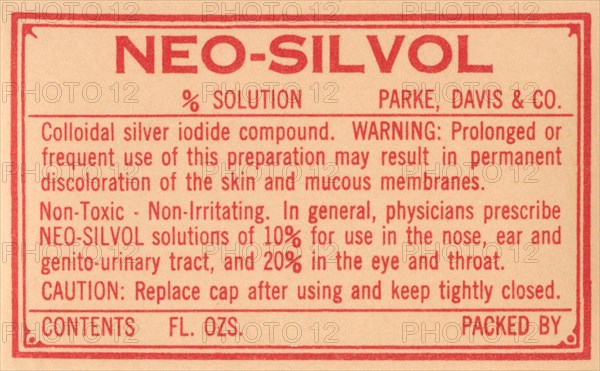 NEO-SILVOL
% SOLUTION PARKE, DAVIS & CO.
Colloidal silver iodide compound. WARNING: Prolonged or
frequent use of this preparation may result in permanent
discoloration of the skin and mucous membranes.
Non-Toxic - Non-Irritating. In general, physicians prescribe
NEO-SILVOL solutions of 10% for use in the nose, ear and
genito-urinary tract, and 20% in the eye and throat.
CAUTION: Replace cap after using and keep tightly closed.
CONTENTS FL. OZS. PACKED BY
PHOTO 12